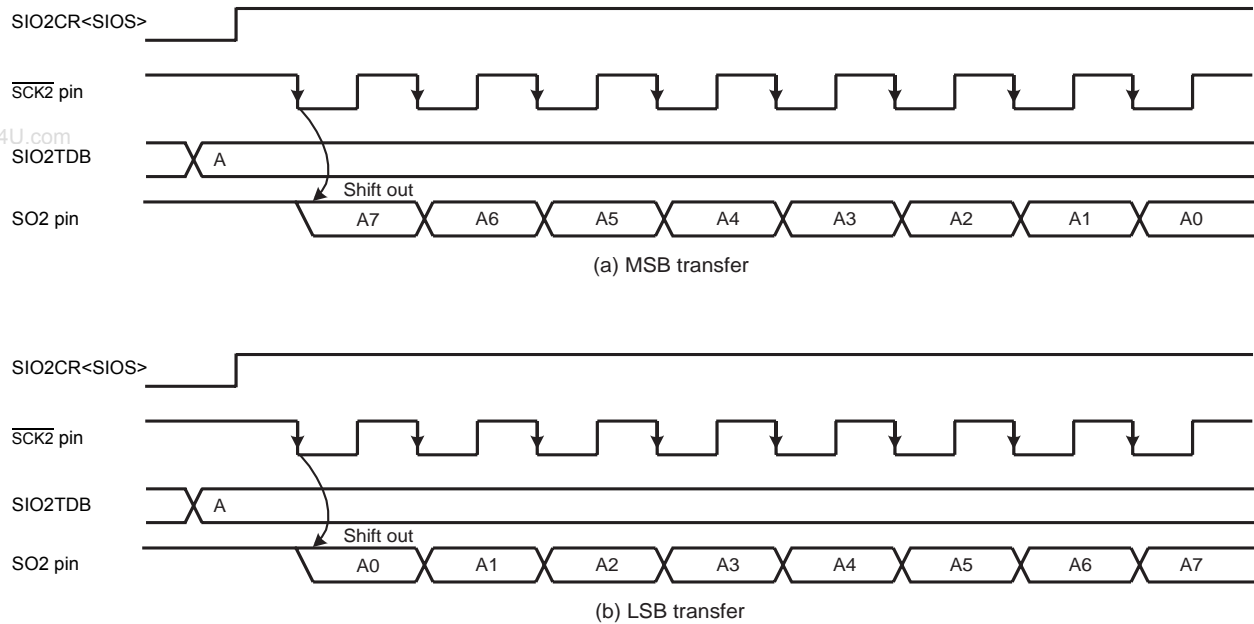 SIO2CR<SIOS>
SCK2 pin
4U.com
SIO2TDB A
Shift out
SO2 pin A7 A6 A5 A4 A3 A2 A1 A0
(a) MSB transfer
SIO2CR<SIOS>
SCK2 pin
SIO2TDB A
Shift out
SO2 pin A0 A1 A2 A3 A4 A5 A6 A7
(b) LSB transfer